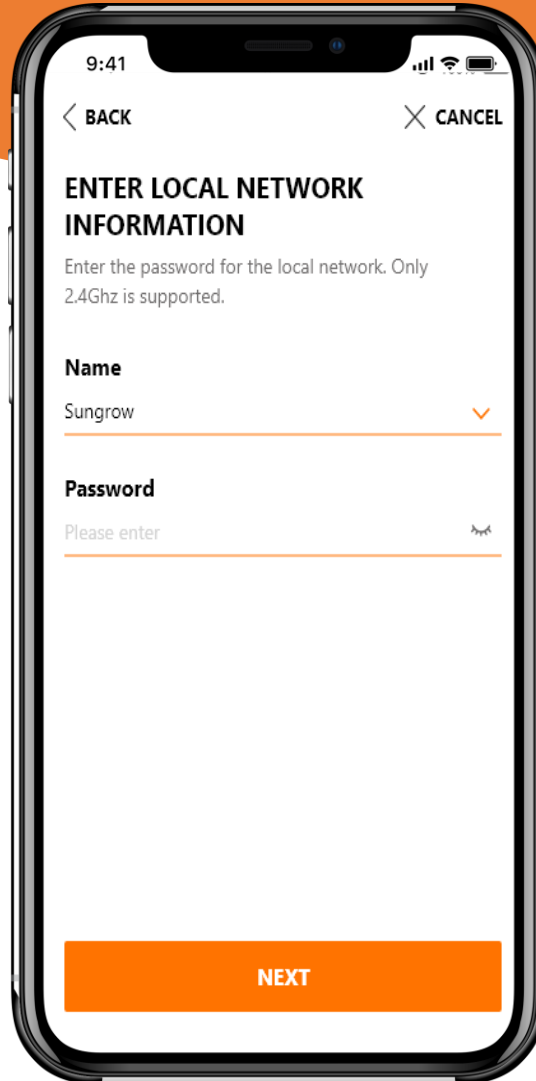 9:41
BACK
CANCEL
ENTER LOCAL NETWORK
INFORMATION
Enter the password for the local network. Only
2.4Ghz is supported.
Name
Sungrow
Password
Please enter
NEXT